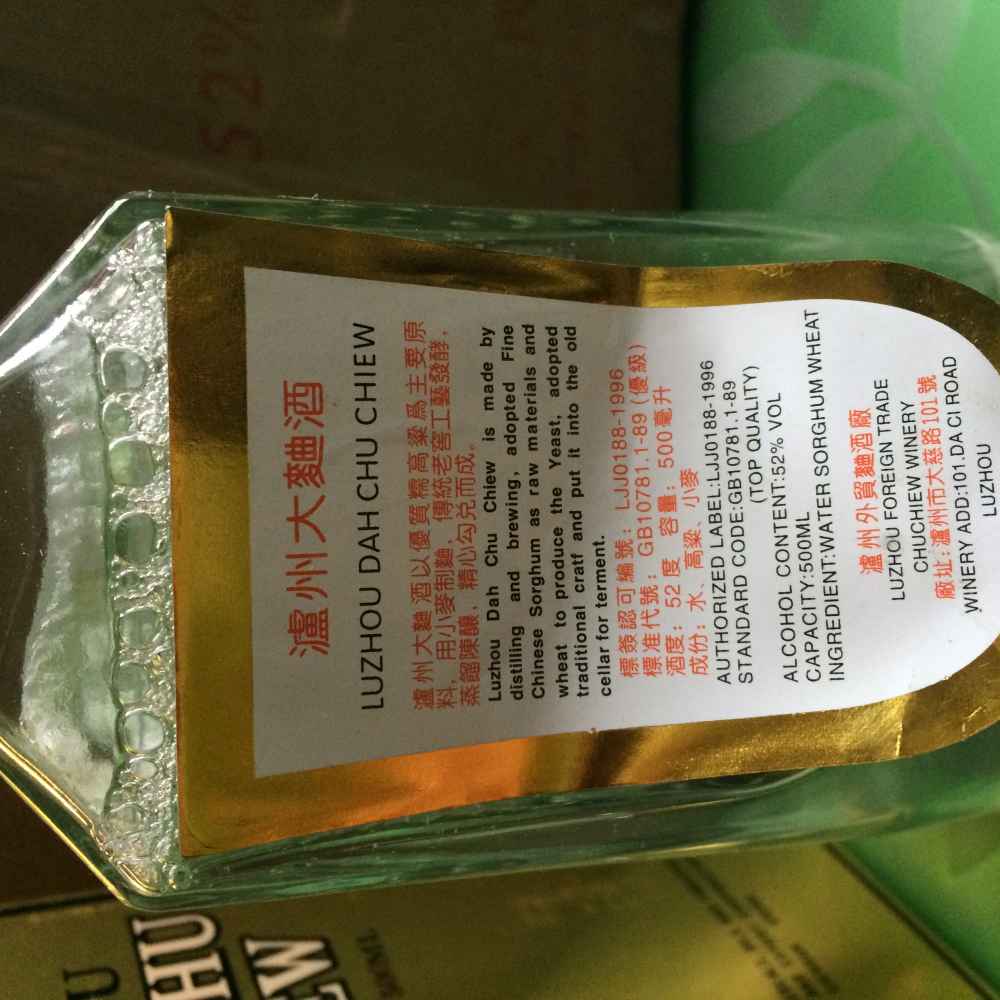 瀘州大麯酒
LUZHOU DAH CHU CHIEW
瀘州大麯酒以優質糯高粱爲主要原
料，用小麥制麯、傳統老窖工藝發酵，
蒸餾陳釀，精心勾兑而成。
Luzhou Dah Chu Chiew is made by
distilling and brewing, adopted Fine
Chinese Sorghum as raw materials and
wheat to produce the Yeast, adopted
traditional cratf and put it into the old
cellar for terment.
標簽認可編號：LJJ0188-1996
標准代號：GB10781.1-89 (優級)
酒度：52度 容量：500毫升
成份：水、高粱、小麥
AUTHORIZED LABEL:LJJ0188-1996
STANDARD CODE:GB10781.1-89
(TOP QUALITY)
ALCOHOL CONTENT:52% VOL
CAPACITY:500ML
INGREDIENT:WATER SORGHUM WHEAT
瀘州外貿麯酒廠
LUZHOU FOREIGN TRADE
CHUCHIEW WINERY
廠址:瀘州市大慈路101號
WINERY ADD:101.DA CI ROAD
LUZHOU
52%
HU
EW